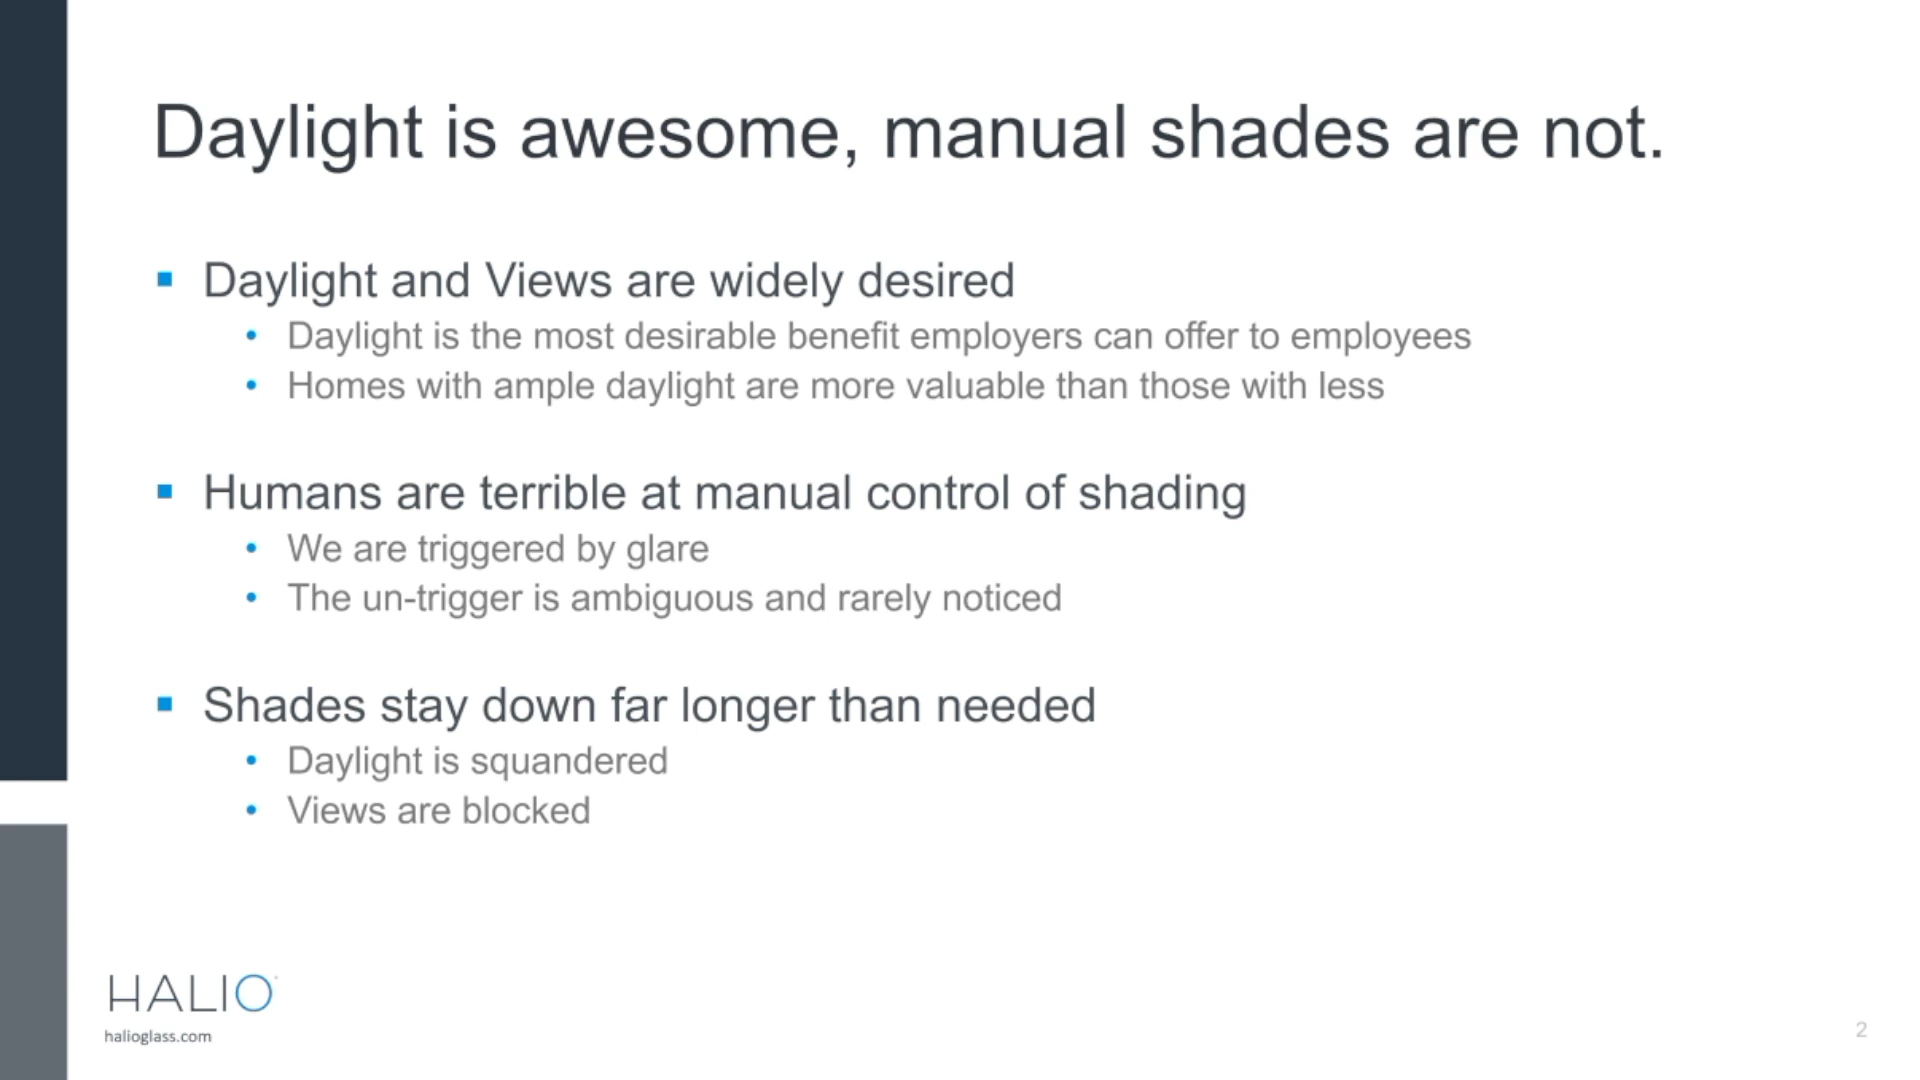 Daylight is awesome, manual shades are not.
▪ Daylight and Views are widely desired
• Daylight is the most desirable benefit employers can offer to employees
• Homes with ample daylight are more valuable than those with less
▪ Humans are terrible at manual control of shading
• We are triggered by glare
• The un-trigger is ambiguous and rarely noticed
▪ Shades stay down far longer than needed
• Daylight is squandered
• Views are blocked
HALIO
halioglass.com
2